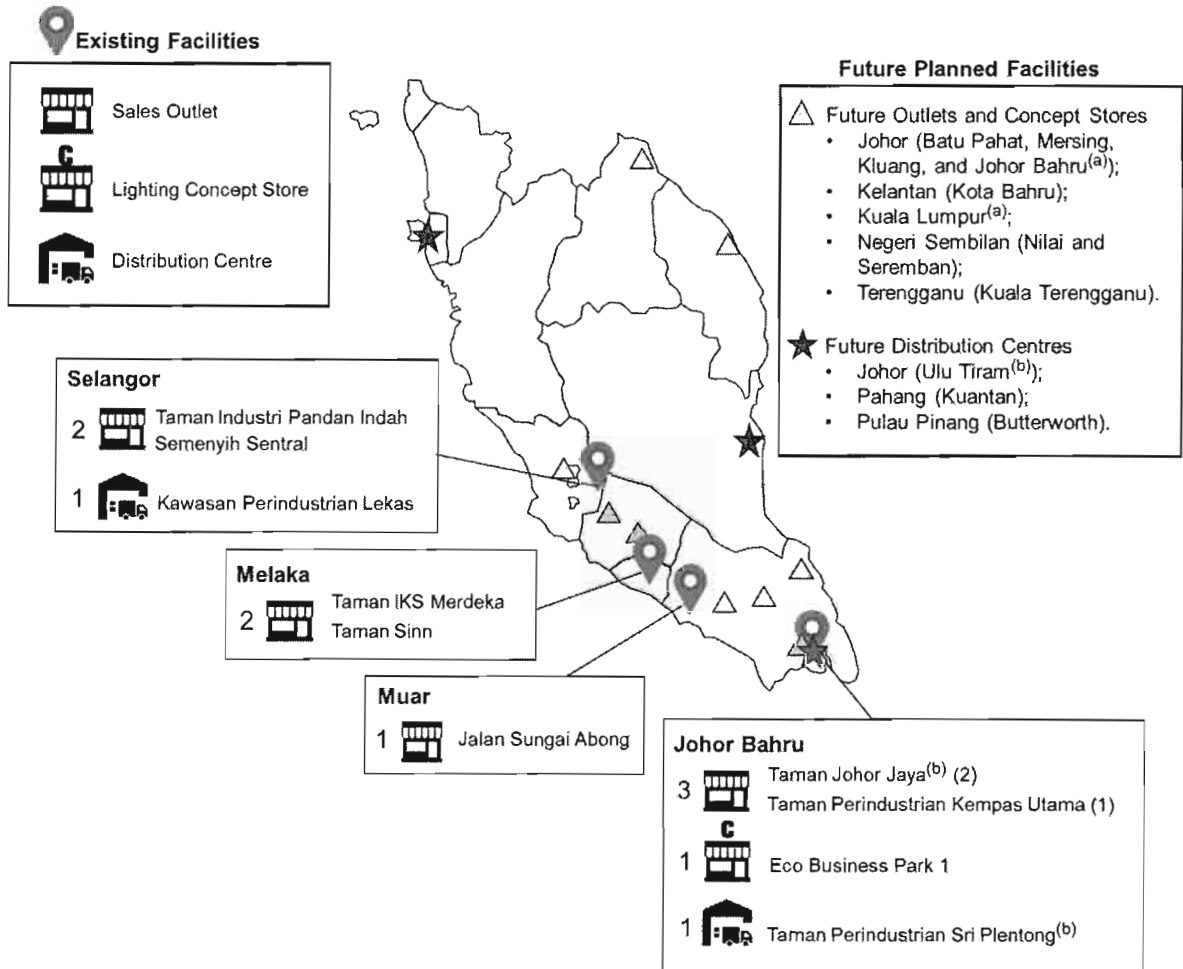 Existing Facilities
Sales Outlet
C
Lighting Concept Store
Distribution Centre
Future Planned Facilities
Future Outlets and Concept Stores
• Johor (Batu Pahat, Mersing,
Kluang, and Johor Bahru(a));
• Kelantan (Kota Bahru);
• Kuala Lumpur(a);
• Negeri Sembilan (Nilai and
Seremban);
• Terengganu (Kuala Terengganu).
Future Distribution Centres
• Johor (Ulu Tiram(b));
• Pahang (Kuantan);
• Pulau Pinang (Butterworth).
Selangor
2 Taman Industri Pandan Indah
Semenyih Sentral
1 Kawasan Perindustrian Lekas
Melaka
2 Taman IKS Merdeka
Taman Sinn
Muar
1 Jalan Sungai Abong
Johor Bahru
3 Taman Johor Jaya(b) (2)
Taman Perindustrian Kempas Utama (1)
C
1 Eco Business Park 1
1 Taman Perindustrian Sri Plentong(b)